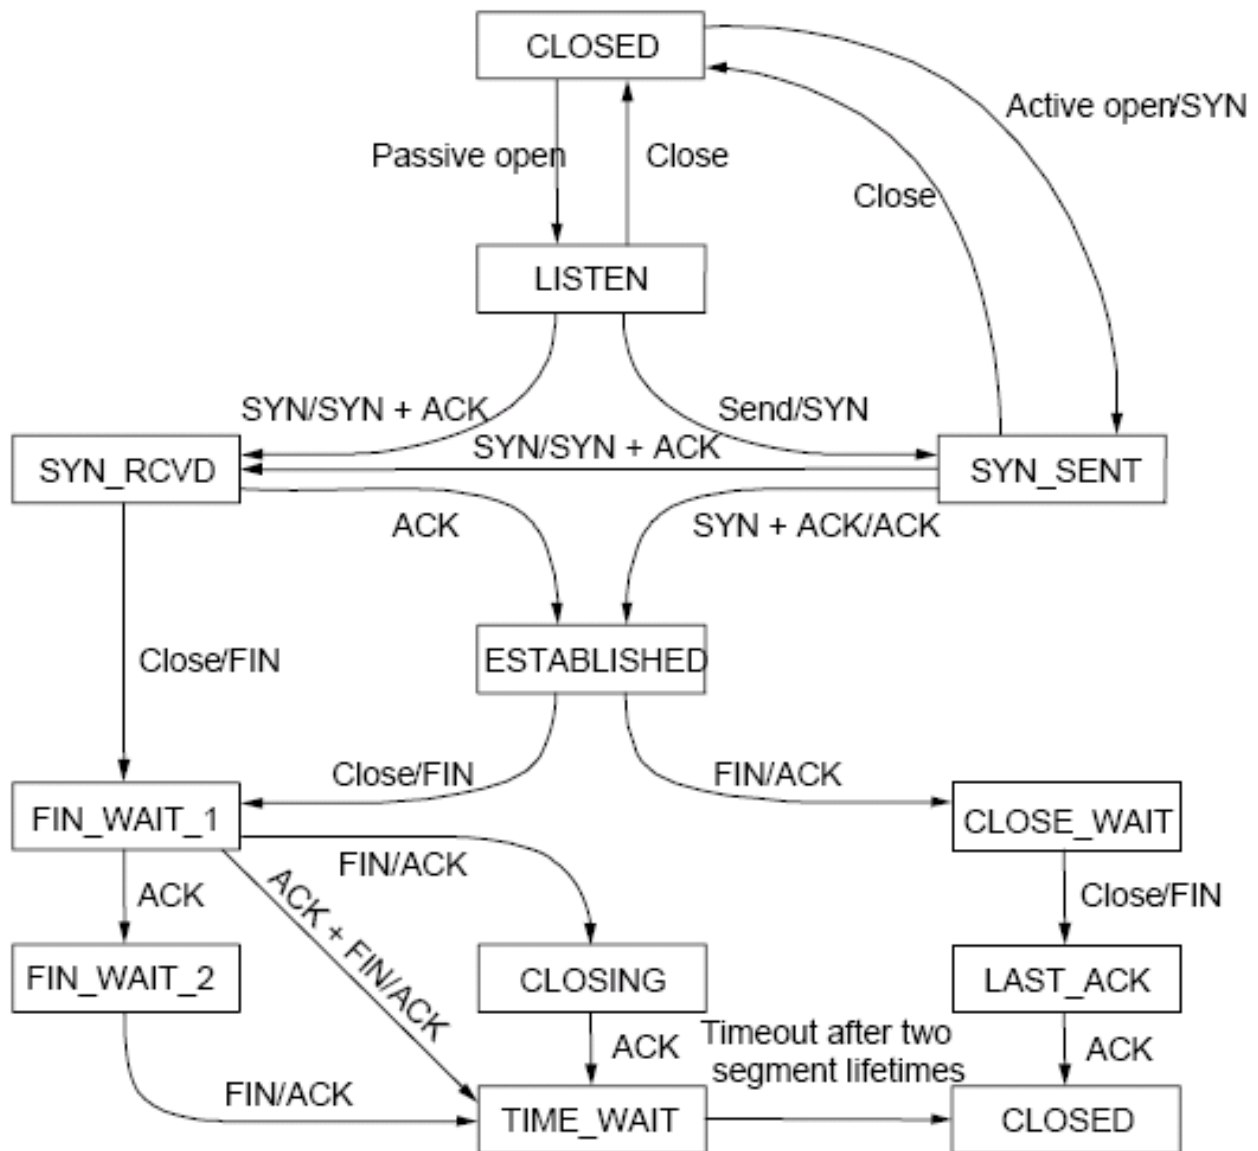 CLOSED
Active open/SYN
Passive open
Close
Close
LISTEN
SYN/SYN + ACK
Send/SYN
SYN/SYN + ACK
SYN_RCVD
SYN_SENT
ACK
SYN + ACK/ACK
Close/FIN
ESTABLISHED
Close/FIN
FIN/ACK
FIN_WAIT_1
CLOSE_WAIT
FIN/ACK
ACK
ACK + FIN/ACK
Close/FIN
FIN_WAIT_2
CLOSING
LAST_ACK
Timeout after two
segment lifetimes
ACK
ACK
FIN/ACK
TIME_WAIT
CLOSED